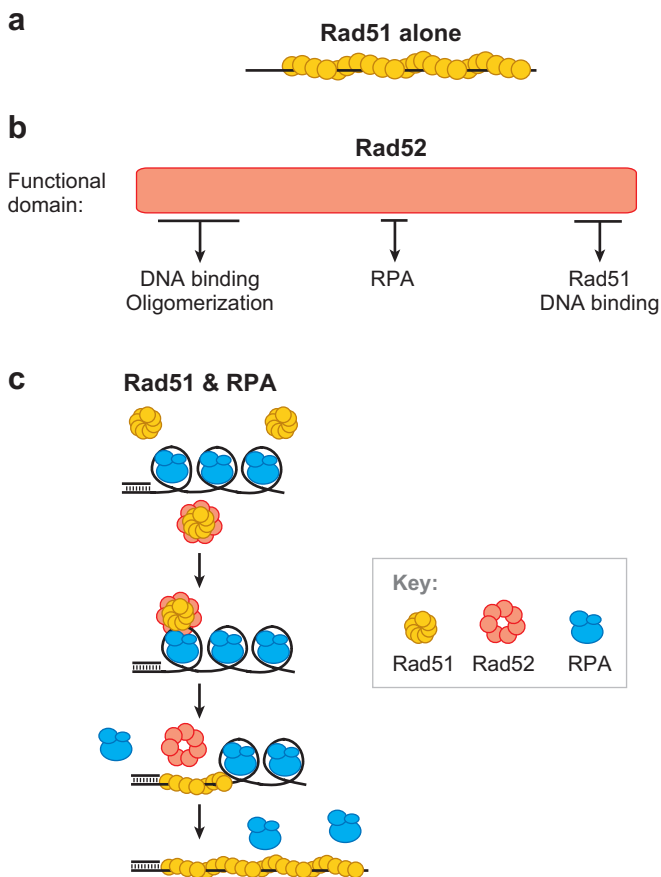 a
Rad51 alone
b
Rad52
Functional
domain:
DNA binding
Oligomerization
RPA
Rad51
DNA binding
c
Rad51 & RPA
Key:
Rad51
Rad52
RPA